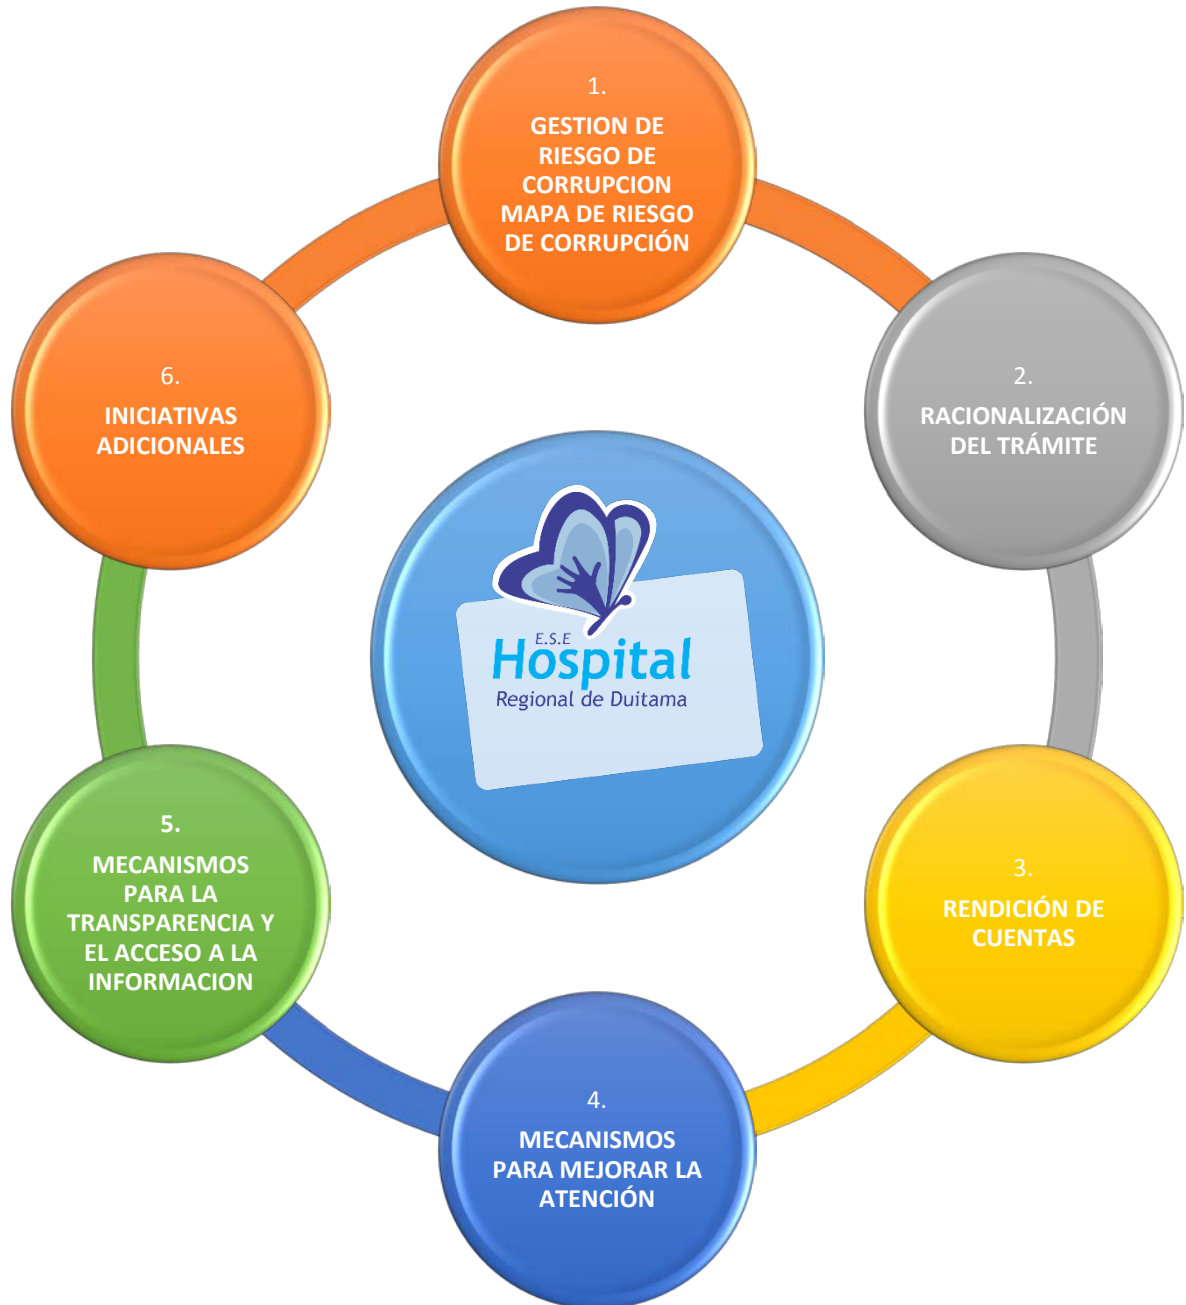 1.
GESTION DE
RIESGO DE
CORRUPCION
MAPA DE RIESGO
DE CORRUPCIÓN
2.
RACIONALIZACIÓN
DEL TRÁMITE
3.
RENDICIÓN DE
CUENTAS
4.
MECANISMOS
PARA MEJORAR LA
ATENCIÓN
5.
MECANISMOS
PARA LA
TRANSPARENCIA Y
EL ACCESO A LA
INFORMACION
6.
INICIATIVAS
ADICIONALES
E.S.E
Hospital
Regional de Duitama